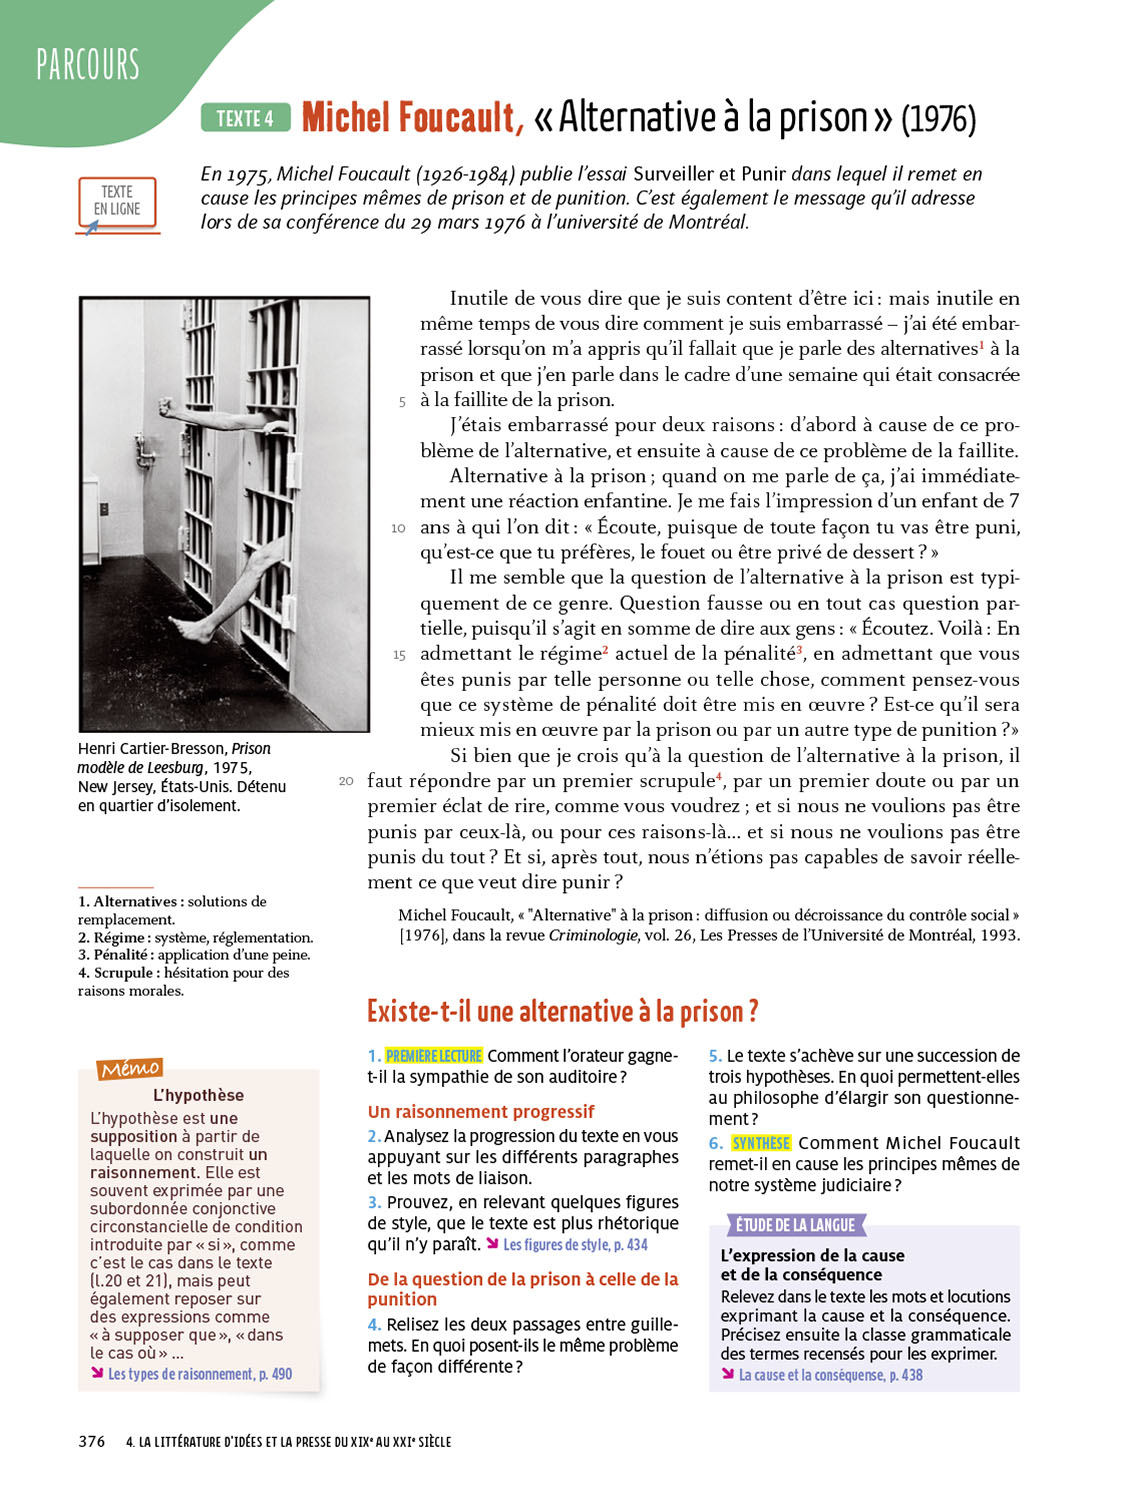 PARCOURS
TEXTE 4 Michel Foucault, « Alternative à la prison » (1976)
TEXTE
EN LIGNE
En 1975, Michel Foucault (1926-1984) publie l'essai Surveiller et Punir dans lequel il remet en
cause les principes mêmes de prison et de punition. C'est également le message qu'il adresse
lors de sa conférence du 29 mars 1976 à l'université de Montréal.
Inutile de vous dire que je suis content d'être ici : mais inutile en
même temps de vous dire comment je suis embarrassé – j'ai été embar-
rassé lorsqu'on m'a appris qu'il fallait que je parle des alternatives1 à la
prison et que j'en parle dans le cadre d'une semaine qui était consacrée
5 à la faillite de la prison.
J'étais embarrassé pour deux raisons : d'abord à cause de ce pro-
blème de l'alternative, et ensuite à cause de ce problème de la faillite.
Alternative à la prison ; quand on me parle de ça, j'ai immédiate-
ment une réaction enfantine. Je me fais l'impression d'un enfant de 7
10 ans à qui l'on dit : « Écoute, puisque de toute façon tu vas être puni,
qu'est-ce que tu préfères, le fouet ou être privé de dessert ? »
Il me semble que la question de l'alternative à la prison est typi-
quement de ce genre. Question fausse ou en tout cas question par-
tielle, puisqu'il s'agit en somme de dire aux gens : « Écoutez. Voilà : En
15 admettant le régime2 actuel de la pénalité3, en admettant que vous
êtes punis par telle personne ou telle chose, comment pensez-vous
que ce système de pénalité doit être mis en œuvre ? Est-ce qu'il sera
mieux mis en œuvre par la prison ou par un autre type de punition ?»
Si bien que je crois qu'à la question de l'alternative à la prison, il
20 faut répondre par un premier scrupule4, par un premier doute ou par un
premier éclat de rire, comme vous voudrez ; et si nous ne voulions pas être
punis par ceux-là, ou pour ces raisons-là... et si nous ne voulions pas être
punis du tout ? Et si, après tout, nous n'étions pas capables de savoir réelle-
ment ce que veut dire punir ?
Michel Foucault, « "Alternative" à la prison : diffusion ou décroissance du contrôle social »
[1976], dans la revue Criminologie, vol. 26, Les Presses de l'Université de Montréal, 1993.
Henri Cartier-Bresson, Prison
modèle de Leesburg, 1975,
New Jersey, États-Unis. Détenu
en quartier d'isolement.
1. Alternatives : solutions de
remplacement.
2. Régime : système, réglementation.
3. Pénalité : application d'une peine.
4. Scrupule : hésitation pour des
raisons morales.
Mémo
L'hypothèse
L'hypothèse est une
supposition à partir de
laquelle on construit un
raisonnement. Elle est
souvent exprimée par une
subordonnée conjonctive
circonstancielle de condition
introduite par « si », comme
c'est le cas dans le texte
(l.20 et 21), mais peut
également reposer sur
des expressions comme
« à supposer que », « dans
le cas où » ...
Les types de raisonnement, p. 490
Existe-t-il une alternative à la prison ?
1. PREMIÈRE LECTURE Comment l'orateur gagne-
t-il la sympathie de son auditoire ?
Un raisonnement progressif
2. Analysez la progression du texte en vous
appuyant sur les différents paragraphes
et les mots de liaison.
3. Prouvez, en relevant quelques figures
de style, que le texte est plus rhétorique
qu'il n'y paraît. Les figures de style, p. 434
De la question de la prison à celle de la
punition
4. Relisez les deux passages entre guille-
mets. En quoi posent-ils le même problème
de façon différente ?
5. Le texte s'achève sur une succession de
trois hypothèses. En quoi permettent-elles
au philosophe d'élargir son questionne-
ment ?
6. SYNTHÈSE Comment Michel Foucault
remet-il en cause les principes mêmes de
notre système judiciaire ?
ÉTUDE DE LA LANGUE
L'expression de la cause
et de la conséquence
Relevez dans le texte les mots et locutions
exprimant la cause et la conséquence.
Précisez ensuite la classe grammaticale
des termes recensés pour les exprimer.
La cause et la conséquense, p. 438
376 4. LA LITTÉRATURE D'IDÉES ET LA PRESSE DU XIXe AU XXIe SIÈCLE